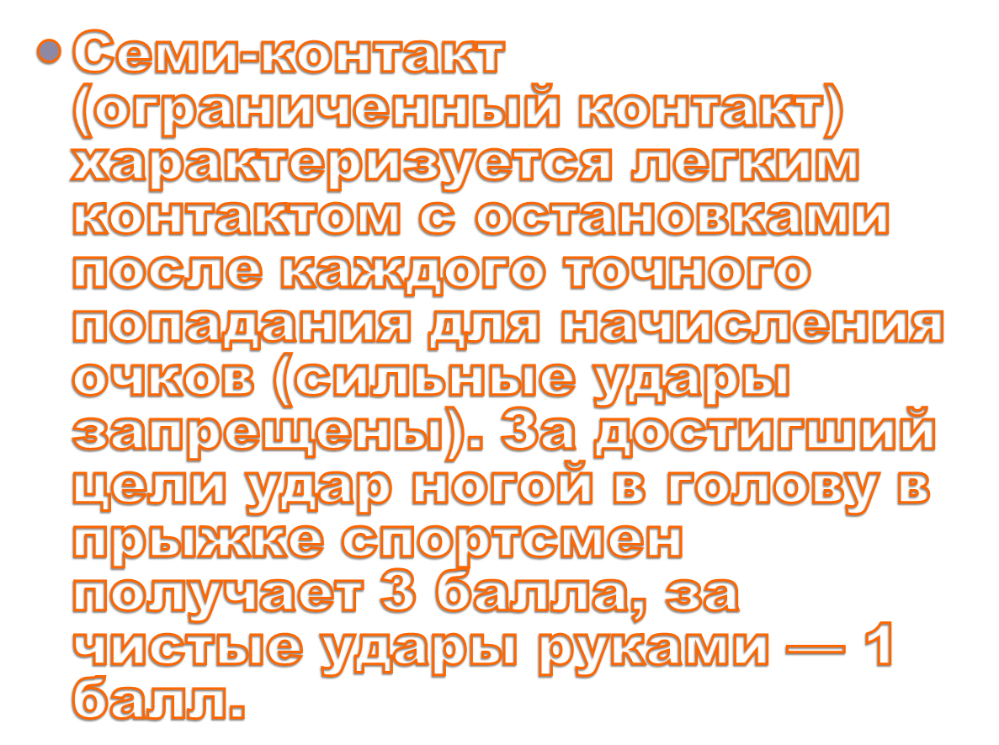 • Семи-контакт
(ограниченный контакт)
характеризуется легким
контактом с остановками
после каждого точного
попадания для начисления
очков (сильные удары
запрещены). За достигший
цели удар ногой в голову в
прыжке спортсмен
получает 3 балла, за
чистые удары руками — 1
балл.